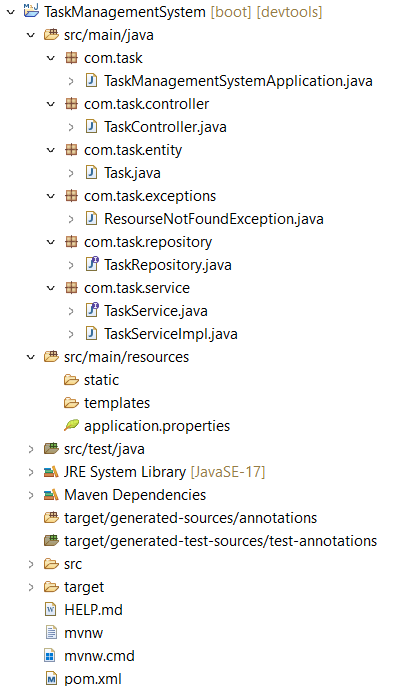 TaskManagementSystem [boot] [devtools]
src/main/java
com.task
TaskManagementSystemApplication.java
com.task.controller
TaskController.java
com.task.entity
Task.java
com.task.exceptions
ResourseNotFoundException.java
com.task.repository
TaskRepository.java
com.task.service
TaskService.java
TaskServiceImpl.java
src/main/resources
static
templates
application.properties
src/test/java
JRE System Library [JavaSE-17]
Maven Dependencies
target/generated-sources/annotations
target/generated-test-sources/test-annotations
src
target
HELP.md
mvnw
mvnw.cmd
pom.xml